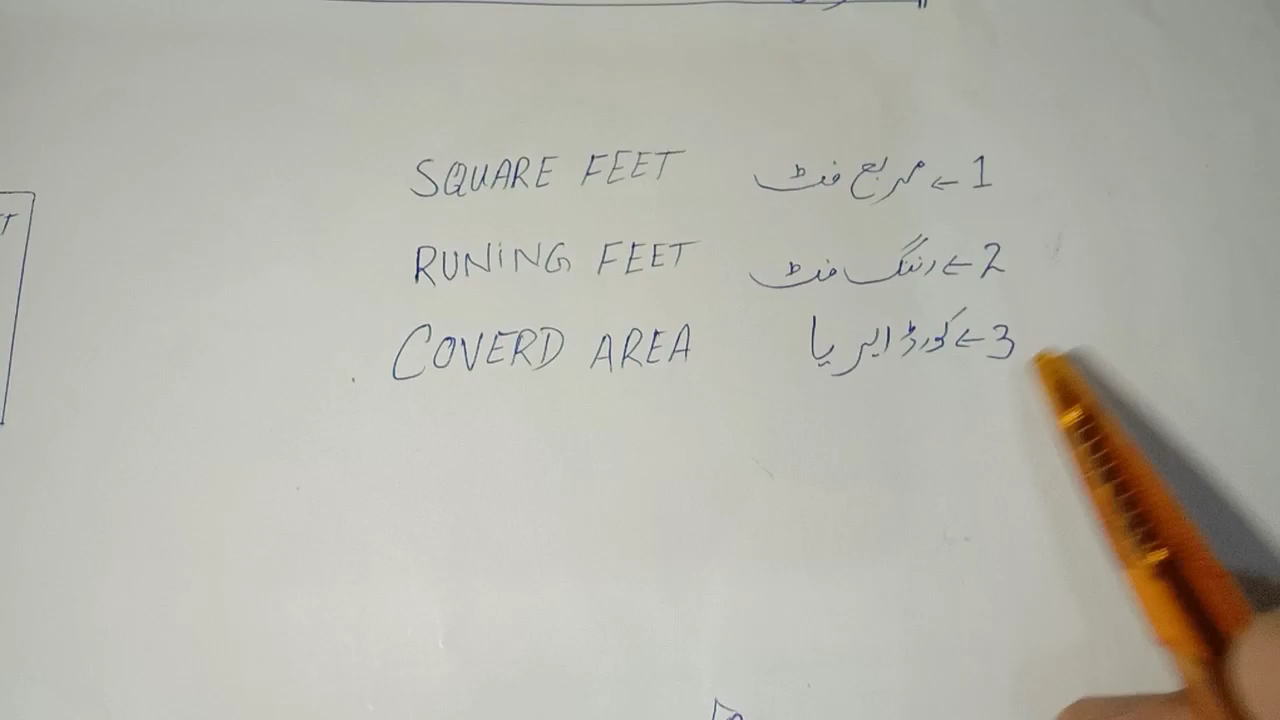 SQUARE FEET 1 ← مربع فٹ
RUNING FEET 2 ← رننگ فٹ
COVERD AREA 3 ← کورڈ ایریا
T